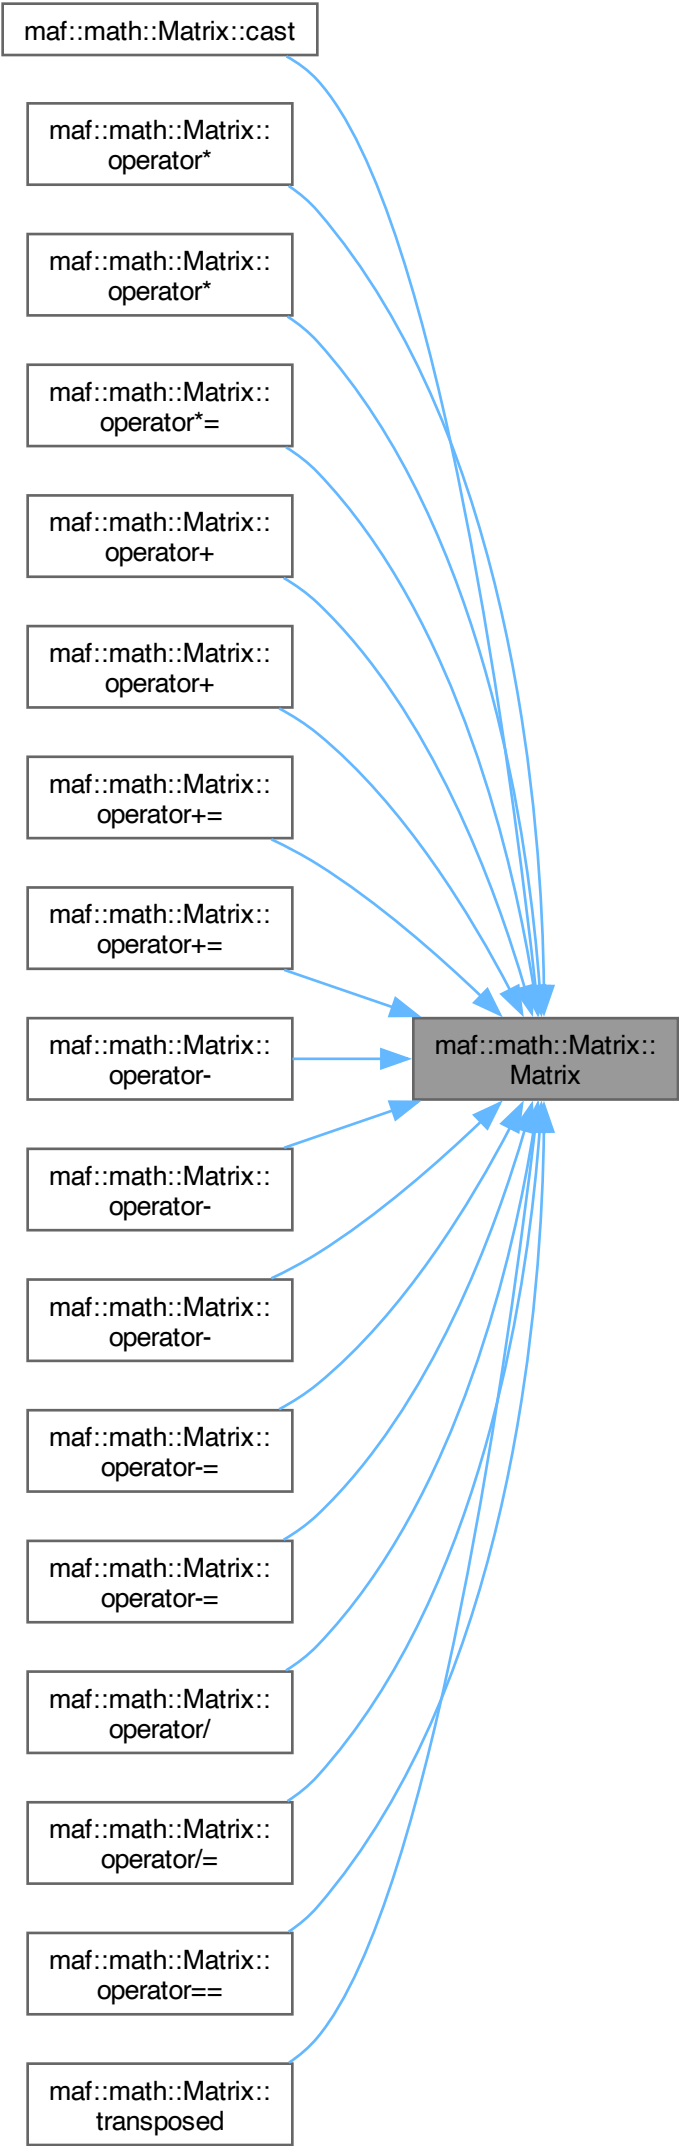 maf::math::Matrix::cast
maf::math::Matrix::
operator*
maf::math::Matrix::
operator*
maf::math::Matrix::
operator*=
maf::math::Matrix::
operator+
maf::math::Matrix::
operator+
maf::math::Matrix::
operator+=
maf::math::Matrix::
operator+=
maf::math::Matrix::
operator-
maf::math::Matrix::
Matrix
maf::math::Matrix::
operator-
maf::math::Matrix::
operator-
maf::math::Matrix::
operator-=
maf::math::Matrix::
operator-=
maf::math::Matrix::
operator/
maf::math::Matrix::
operator/=
maf::math::Matrix::
operator==
maf::math::Matrix::
transposed